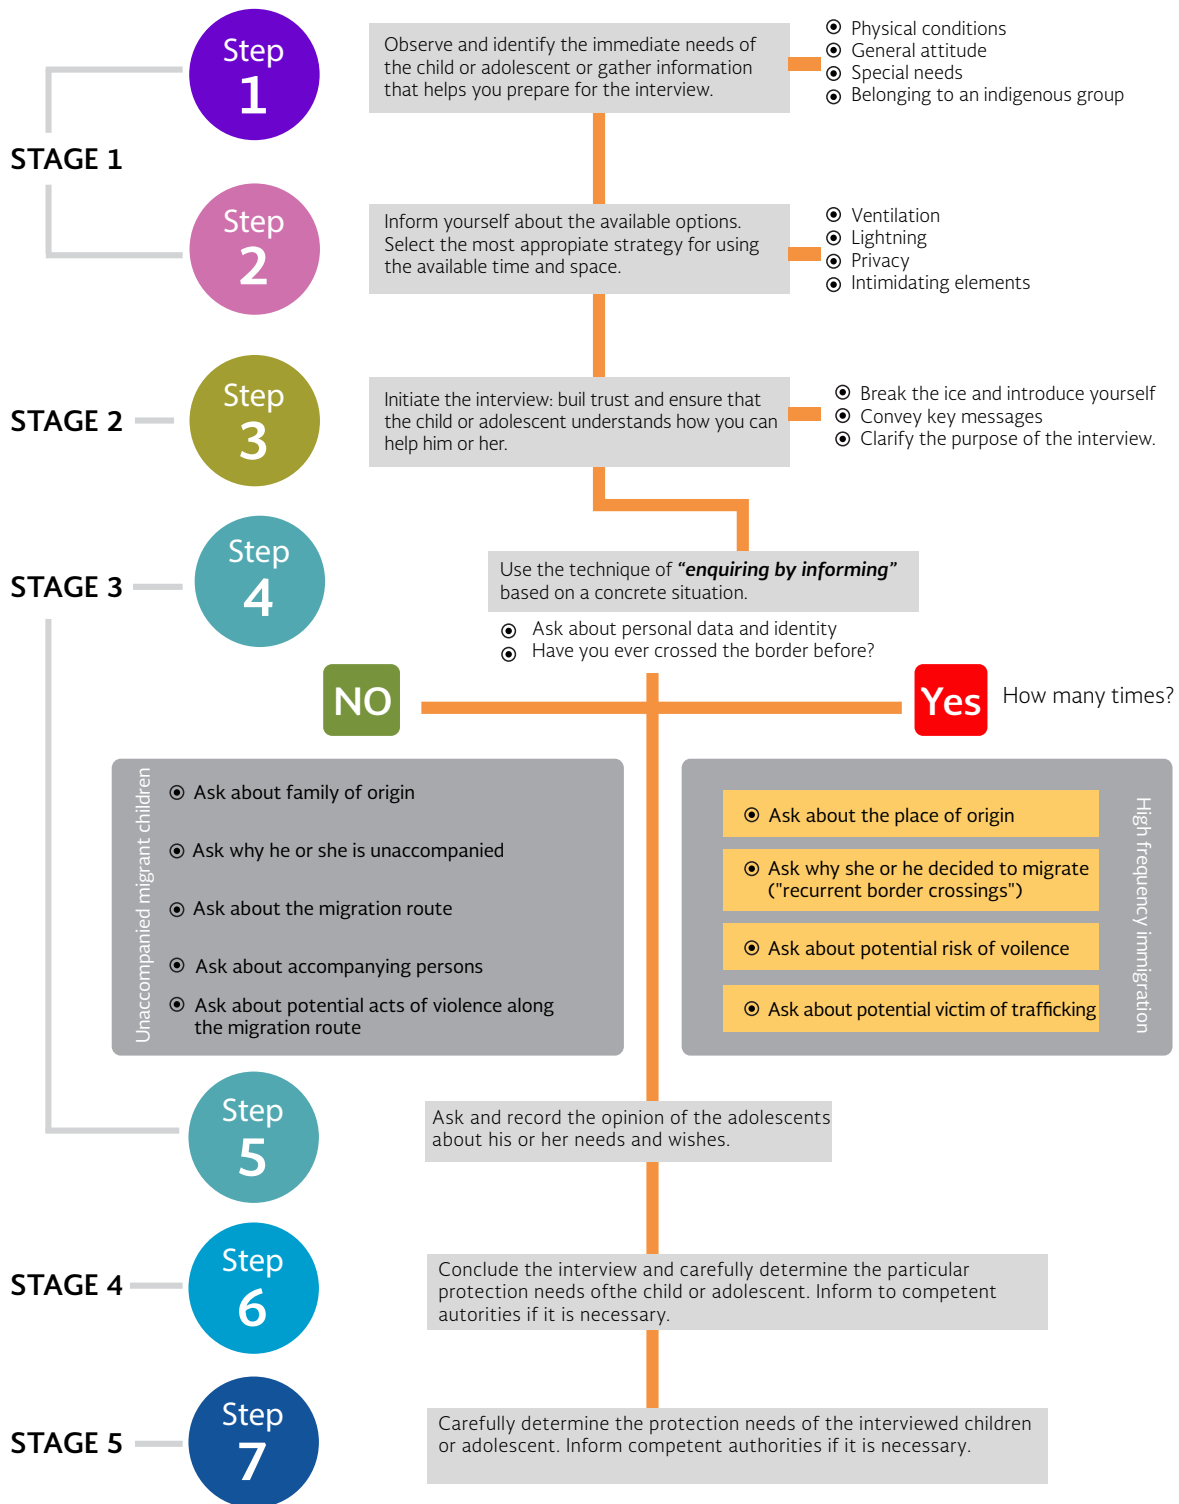 STAGE 1
Step
1
Observe and identify the immediate needs of
the child or adolescent or gather information
that helps you prepare for the interview.
Physical conditions
General attitude
Special needs
Belonging to an indigenous group
Step
2
Inform yourself about the available options.
Select the most appropiate strategy for using
the available time and space.
Ventilation
Lightning
Privacy
Intimidating elements
STAGE 2
Step
3
Initiate the interview: buil trust and ensure that
the child or adolescent understands how you can
help him or her.
Break the ice and introduce yourself
Convey key messages
Clarify the purpose of the interview.
STAGE 3
Step
4
Use the technique of “enquiring by informing”
based on a concrete situation.
Ask about personal data and identity
Have you ever crossed the border before?
NO
Yes
How many times?
Unaccompanied migrant children
Ask about family of origin
Ask why he or she is unaccompanied
Ask about the migration route
Ask about accompanying persons
Ask about potential acts of violence along
the migration route
Ask about the place of origin
Ask why she or he decided to migrate
("recurrent border crossings")
Ask about potential risk of voilence
Ask about potential victim of trafficking
High frequency immigration
Step
5
Ask and record the opinion of the adolescents
about his or her needs and wishes.
STAGE 4
Step
6
Conclude the interview and carefully determine the particular
protection needs ofthe child or adolescent. Inform to competent
autorities if it is necessary.
STAGE 5
Step
7
Carefully determine the protection needs of the interviewed children
or adolescent. Inform competent authorities if it is necessary.